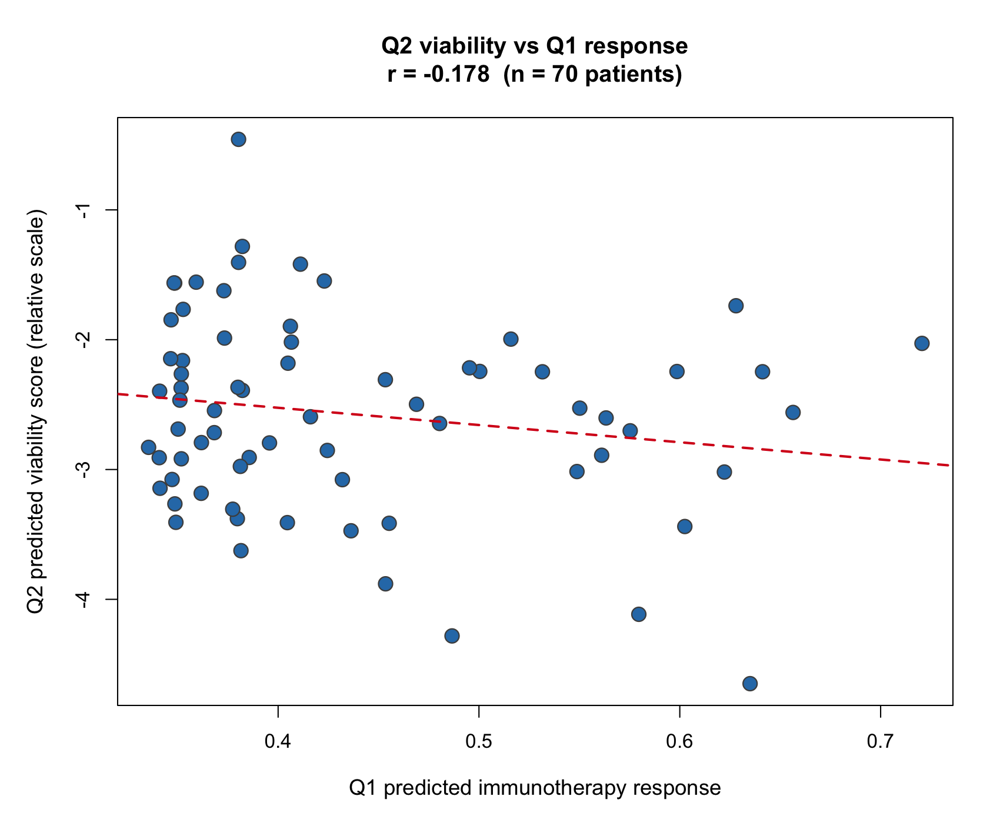 Q2 viability vs Q1 response
r = -0.178 (n = 70 patients)
Q2 predicted viability score (relative scale)
-1
-2
-3
-4
0.4 0.5 0.6 0.7
Q1 predicted immunotherapy response